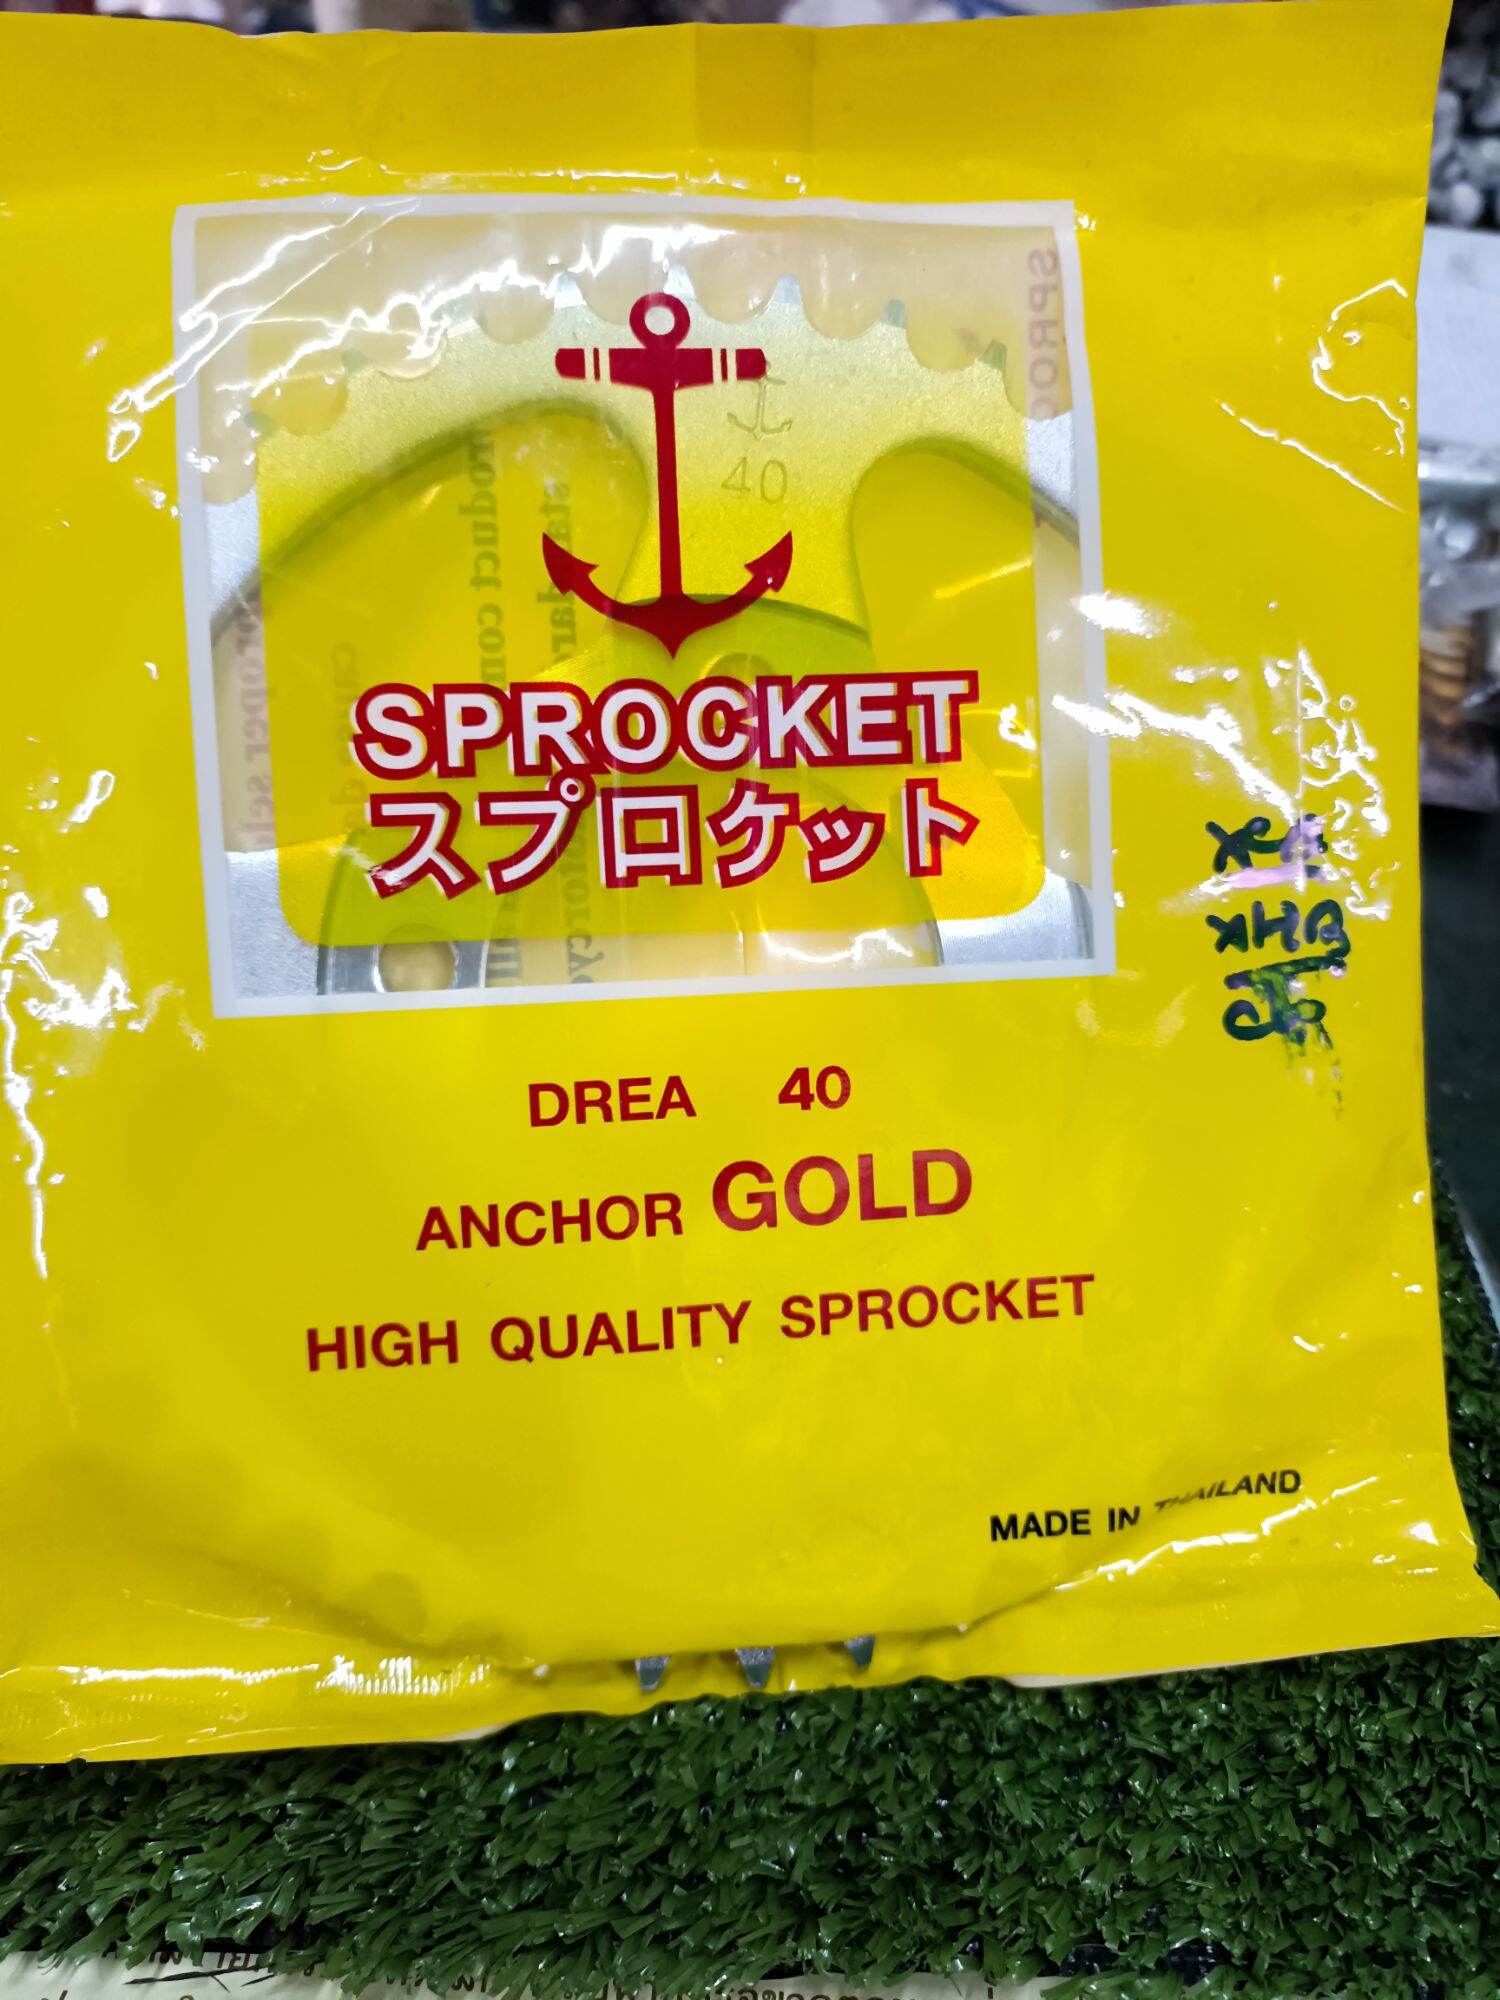 40
SPROCKET
スプロケット
DREA 40
ANCHOR GOLD
HIGH QUALITY SPROCKET
MADE IN THAILAND